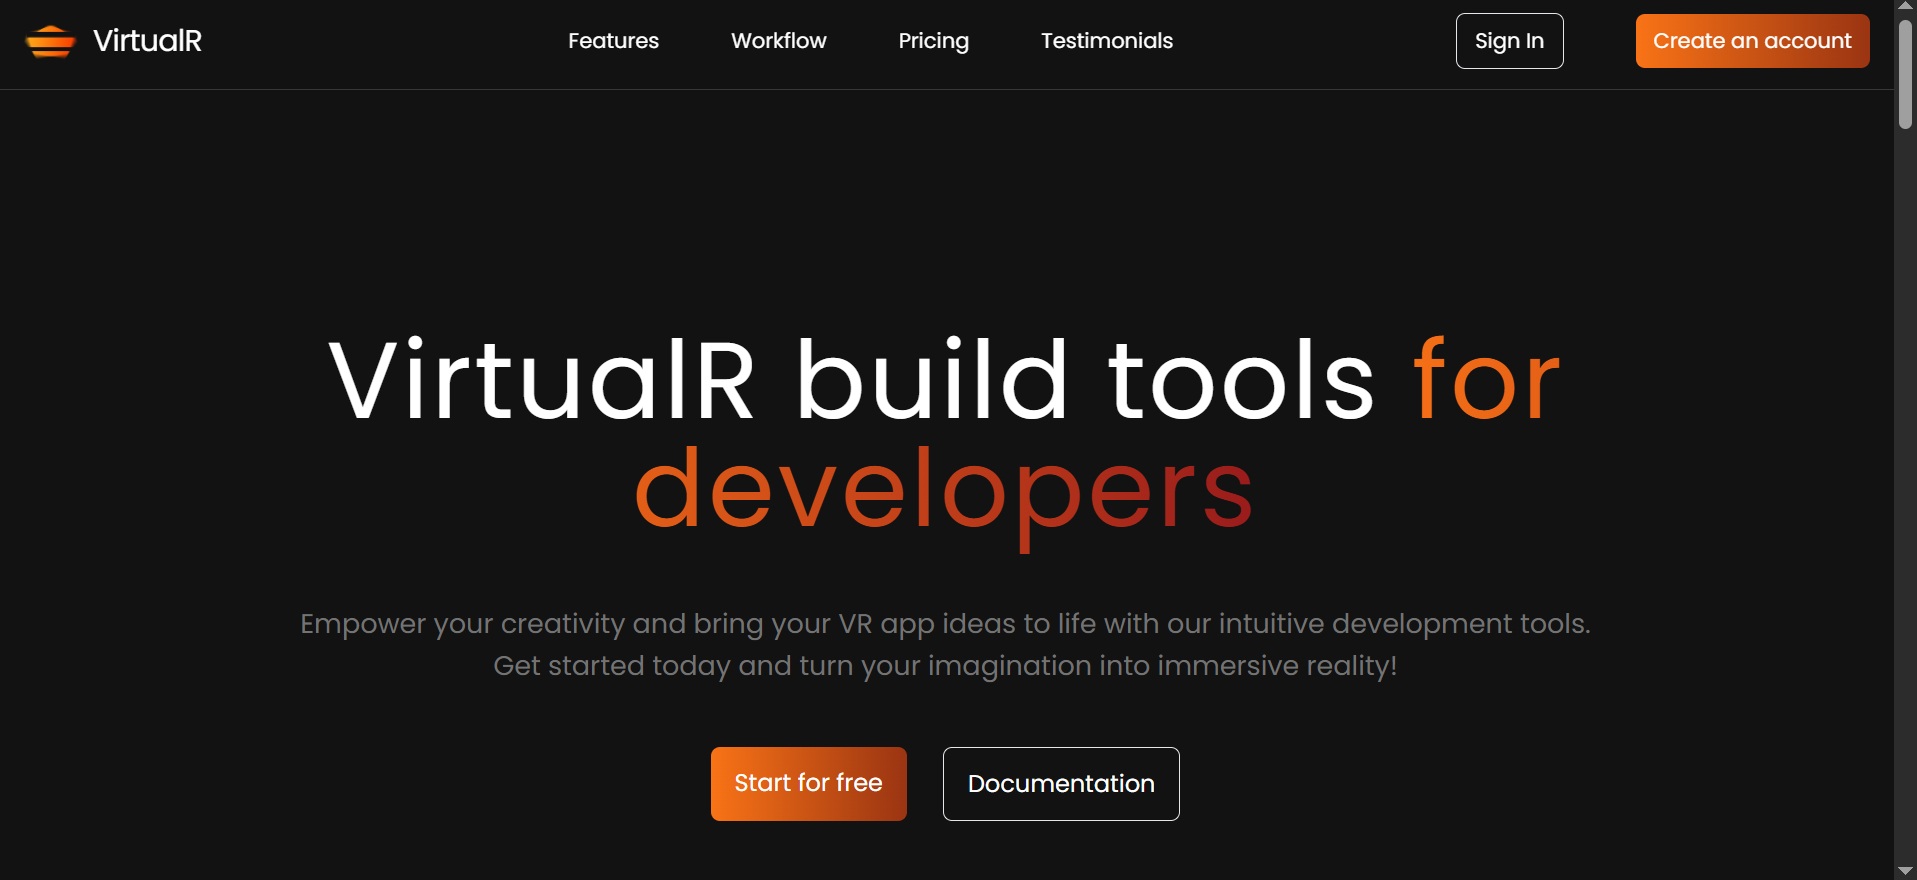 VirtualR
Features
Workflow
Pricing
Testimonials
Sign In
Create an account
VirtualR build tools for
developers
Empower your creativity and bring your VR app ideas to life with our intuitive development tools.
Get started today and turn your imagination into immersive reality!
Start for free
Documentation